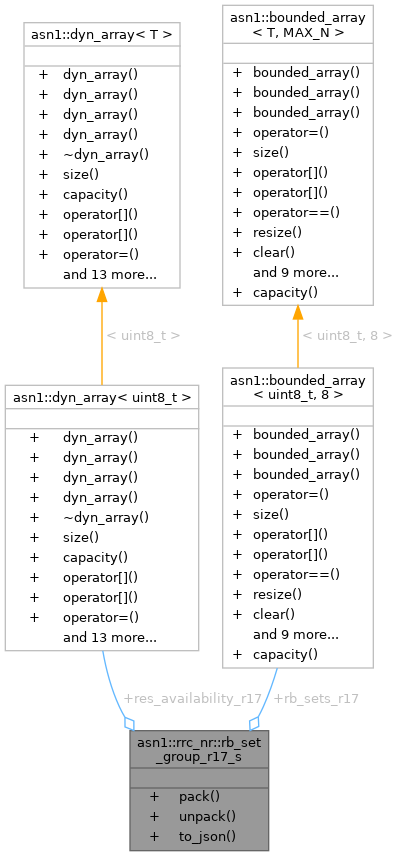 asn1::dyn_array< T >
+ dyn_array()
+ dyn_array()
+ dyn_array()
+ dyn_array()
+ ~dyn_array()
+ size()
+ capacity()
+ operator[]()
+ operator[]()
+ operator=()
and 13 more...
asn1::bounded_array
< T, MAX_N >
+ bounded_array()
+ bounded_array()
+ bounded_array()
+ operator=()
+ size()
+ operator[]()
+ operator[]()
+ operator==()
+ resize()
+ clear()
and 9 more...
+ capacity()
< uint8_t >
< uint8_t, 8 >
asn1::dyn_array< uint8_t >
+ dyn_array()
+ dyn_array()
+ dyn_array()
+ dyn_array()
+ ~dyn_array()
+ size()
+ capacity()
+ operator[]()
+ operator[]()
+ operator=()
and 13 more...
asn1::bounded_array
< uint8_t, 8 >
+ bounded_array()
+ bounded_array()
+ bounded_array()
+ operator=()
+ size()
+ operator[]()
+ operator[]()
+ operator==()
+ resize()
+ clear()
and 9 more...
+ capacity()
+res_availability_r17
+rb_sets_r17
asn1::rrc_nr::rb_set
_group_r17_s
+ pack()
+ unpack()
+ to_json()